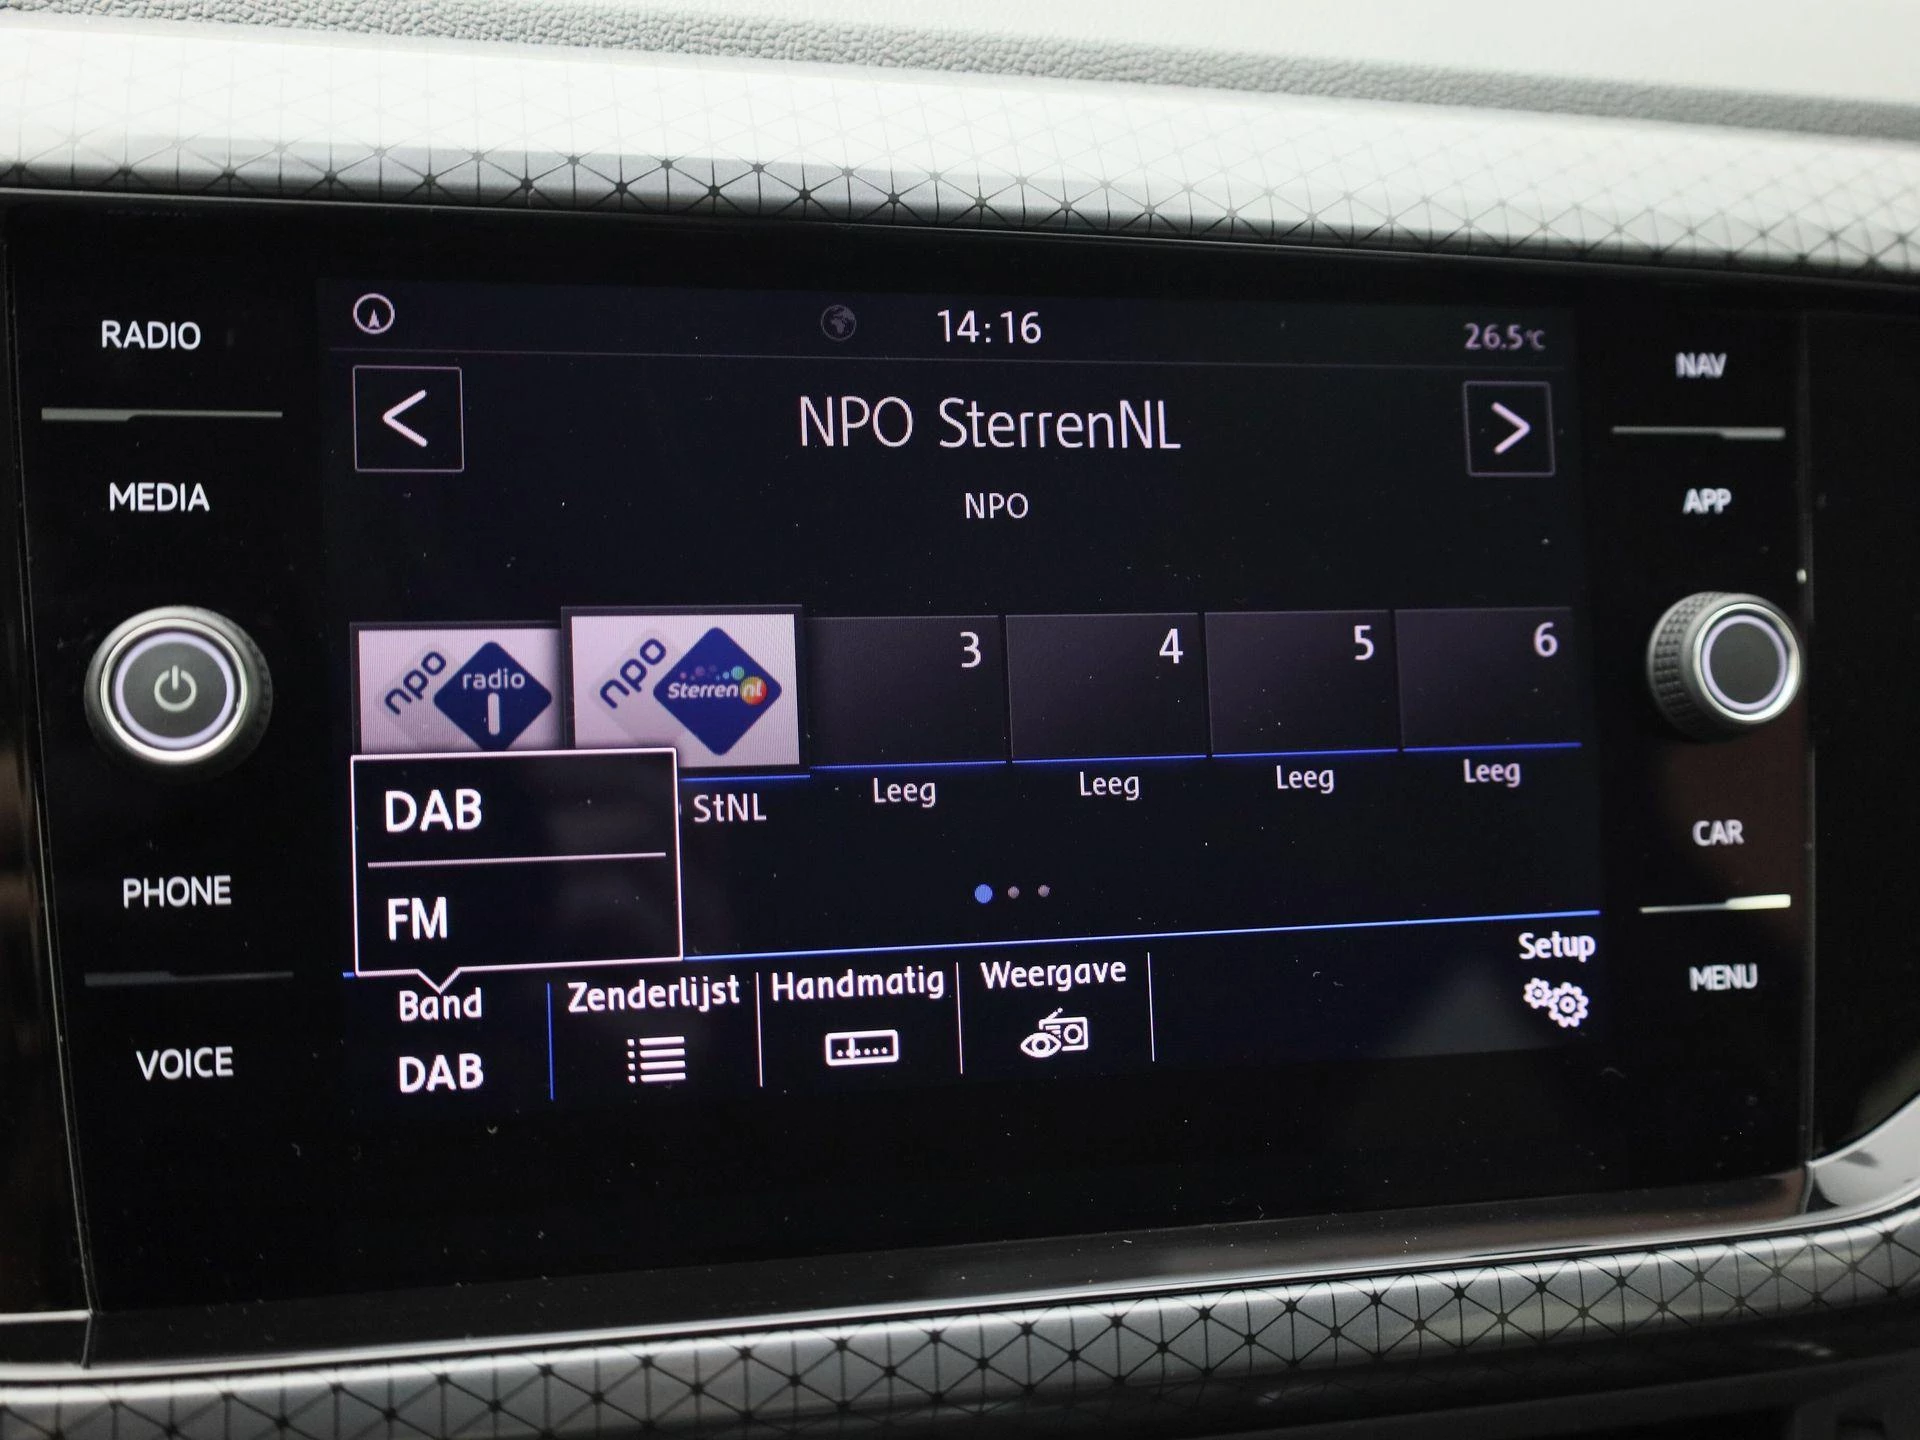 RADIO
MEDIA
PHONE
VOICE
14:16
26.5°C
<
NPO SterrenNL
>
NPO
npo radio 1
npo Sterren nl
3
4
5
6
StNL
Leeg
Leeg
Leeg
Leeg
DAB
FM
Band
DAB
Zenderlijst
Handmatig
Weergave
Setup
NAV
APP
CAR
MENU